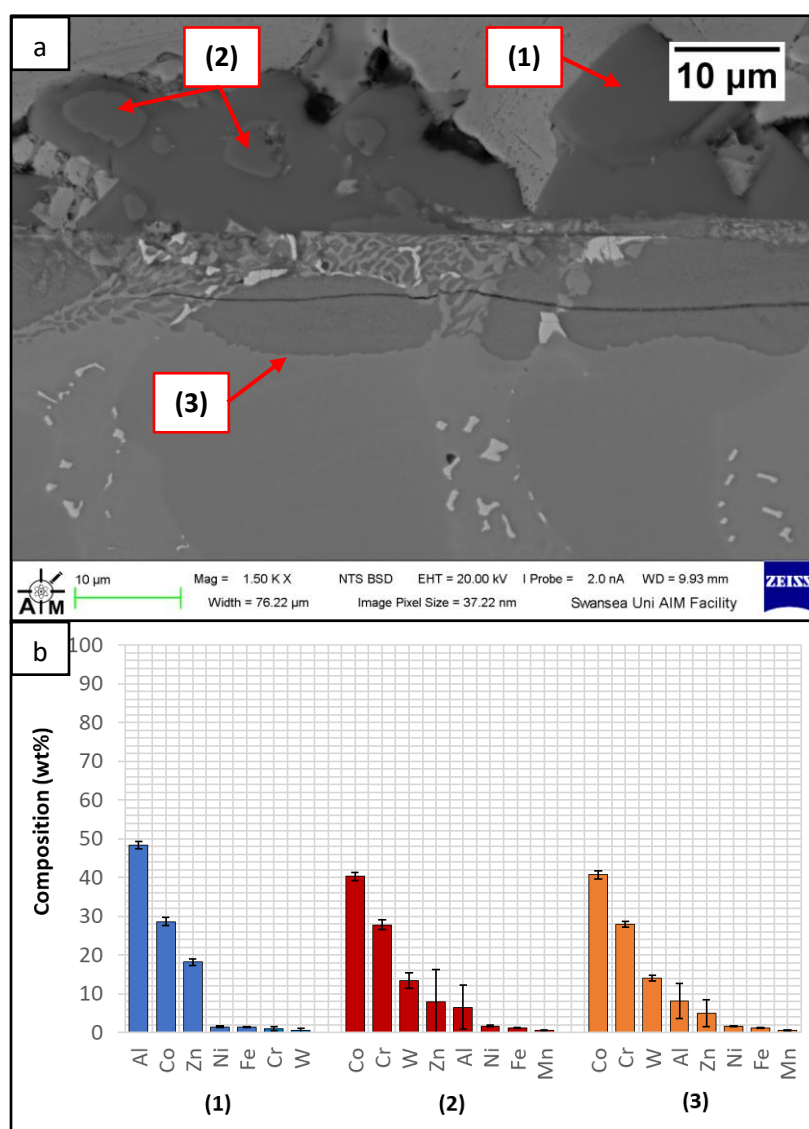 a
(2)
(1)
10 μm
(3)
AIM
10 μm
Mag = 1.50 K X
NTS BSD
EHT = 20.00 kV
I Probe = 2.0 nA
WD = 9.93 mm
Width = 76.22 μm
Image Pixel Size = 37.22 nm
Swansea Uni AIM Facility
ZEISS
b
Composition (wt%)
100
90
80
70
60
50
40
30
20
10
0
Al Co Zn Ni Fe Cr W
Co Cr W Zn Al Ni Fe Mn
Co Cr W Al Zn Ni Fe Mn
(1) (2) (3)